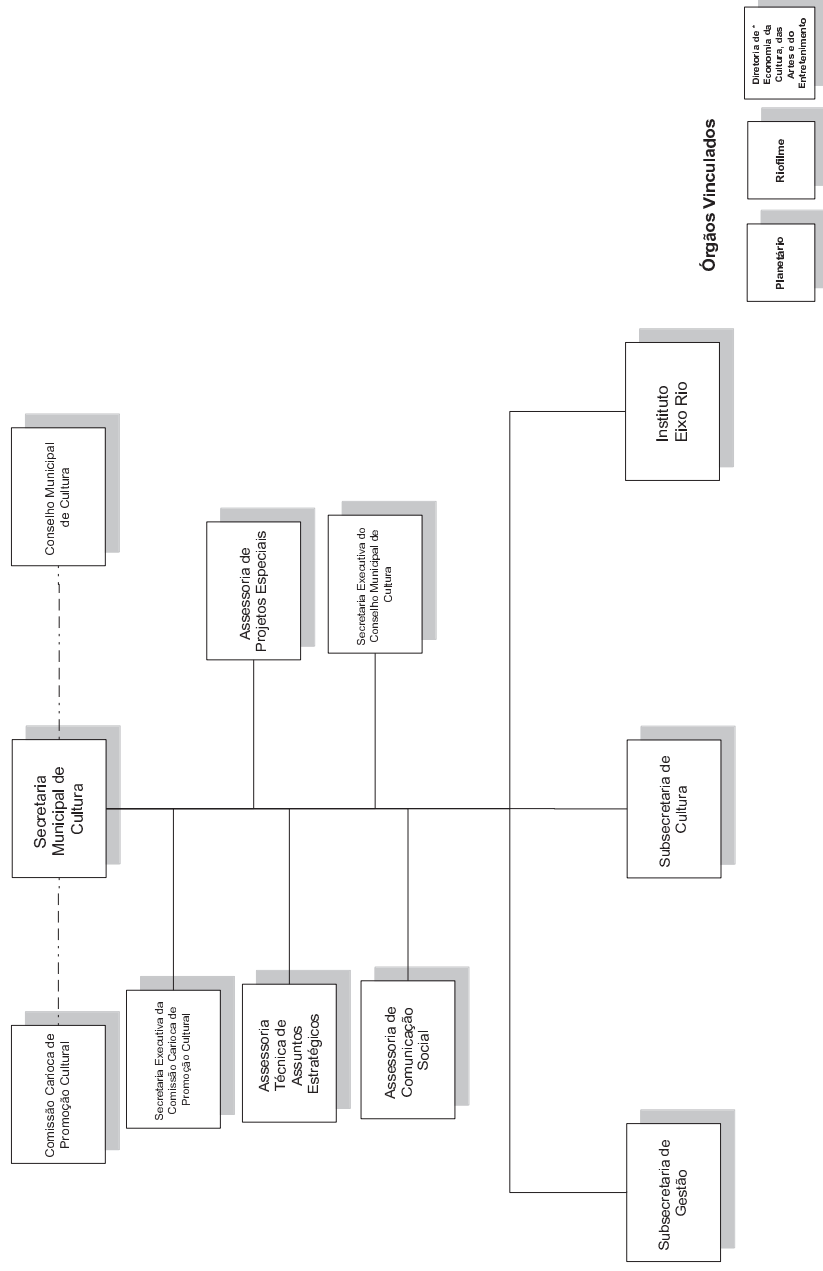 Comissão Carioca de
Promoção Cultural
Secretaria
Municipal de
Cultura
Conselho Municipal
de Cultura
Secretaria Executiva da
Comissão Carioca de
Promoção Cultural
Assessoria de
Projetos Especiais
Assessoria
Técnica de
Assuntos
Estratégicos
Secretaria Executiva do
Conselho Municipal de
Cultura
Assessoria de
Comunicação
Social
Subsecretaria de
Gestão
Subsecretaria de
Cultura
Instituto
Eixo Rio
Órgãos Vinculados
Planetário
Riofilme
Diretoria de *
Economia da
Cultura, das
Artes e do
Entretenimento